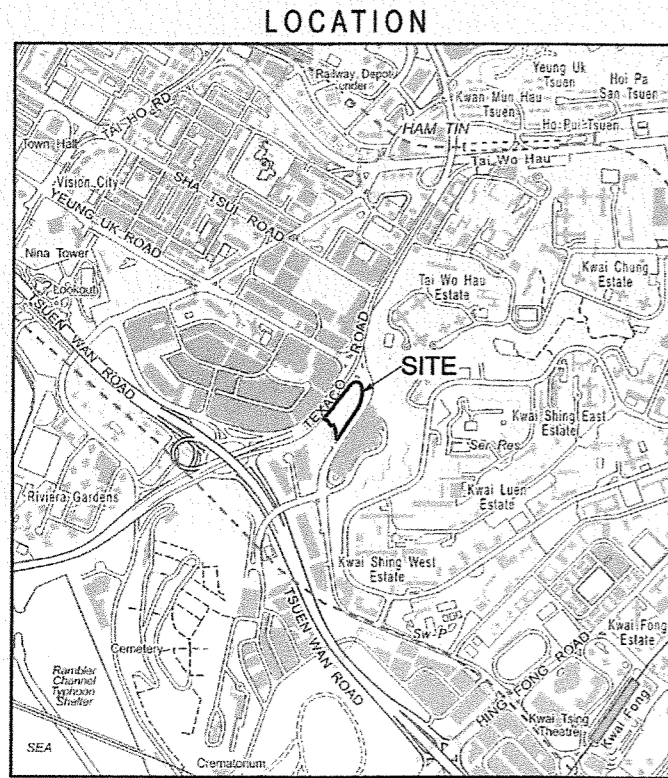 LOCATION
Railway Depot
under
Yeung Uk
Tsuen
Hoi Pa
San Tsuen
Kwan Mun Hau
Tsuen
Ho Pui Tsuen
TAI HO RD
HAM TIN
Tai Wo Hau
Town Hall
Vision City
SHA TSUI ROAD
YEUNG UK ROAD
Nina Tower
Lookout
Tai Wo Hau
Estate
Kwai Chung
Estate
TSUEN WAN ROAD
TEXACO ROAD
SITE
Kwai Shing East
Estate
Ser Res
Kwai Luen
Estate
Riviera Gardens
Kwai Shing West
Estate
Sw P
Kwai Fong
Estate
Cemetery
TSUEN WAN ROAD
HING FONG ROAD
Rambler
Channel
Typhoon
Shelter
Kwai Tsing
Theatre
Kwai Fong
SEA
Crematorium